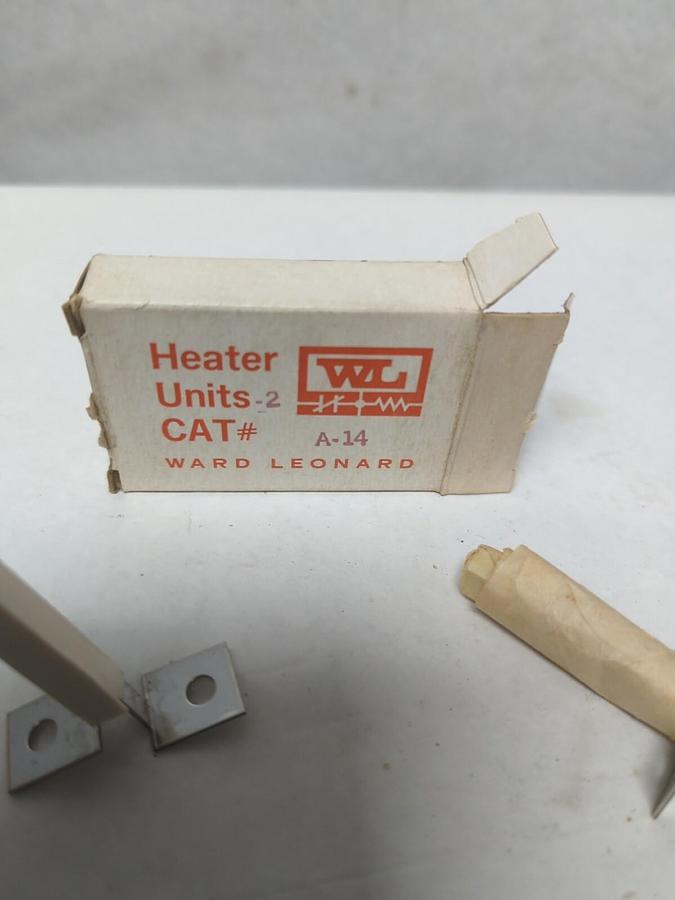 Heater
Units-2
CAT#
WL
A-14
WARD LEONARD